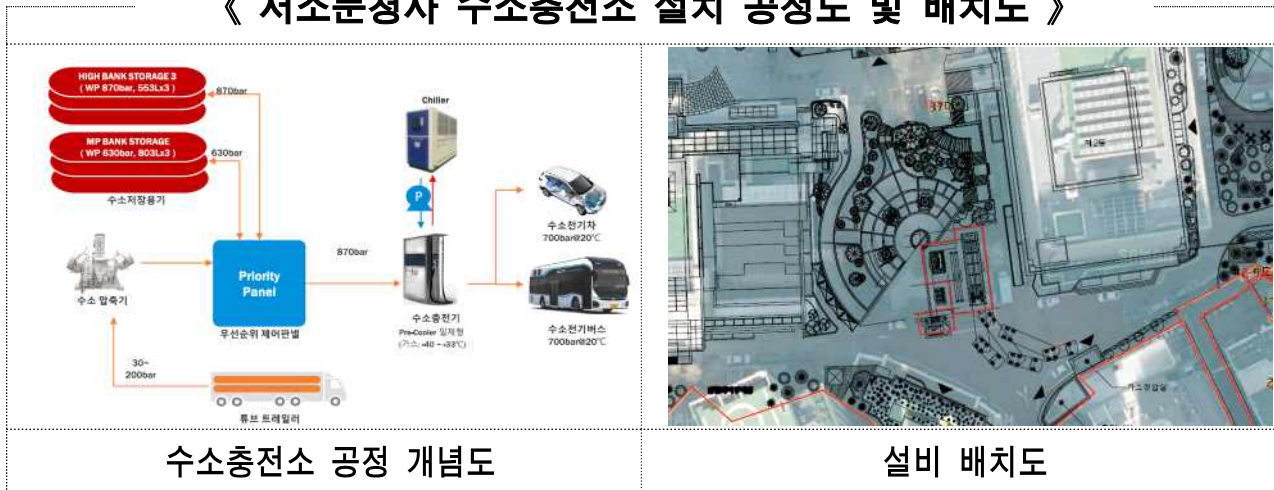 《 서소문청사 수소충전소 설치 공정도 및 배치도 》
HIGH BANK STORAGE 3
( WP 870bar, 553Lx3 )
870bar
MP BANK STORAGE
( WP 630bar, 803Lx3 )
630bar
수소저장용기
Chiller
P
수소전기차
700bar@20℃
870bar
Priority
Panel
수소 압축기
우선순위 제어판넬
수소충전기
Pre-Cooler 일체형
(가스: -40 ~ -33℃)
수소전기버스
700bar@20℃
30~
200bar
튜브 트레일러
수소충전소 공정 개념도
설비 배치도